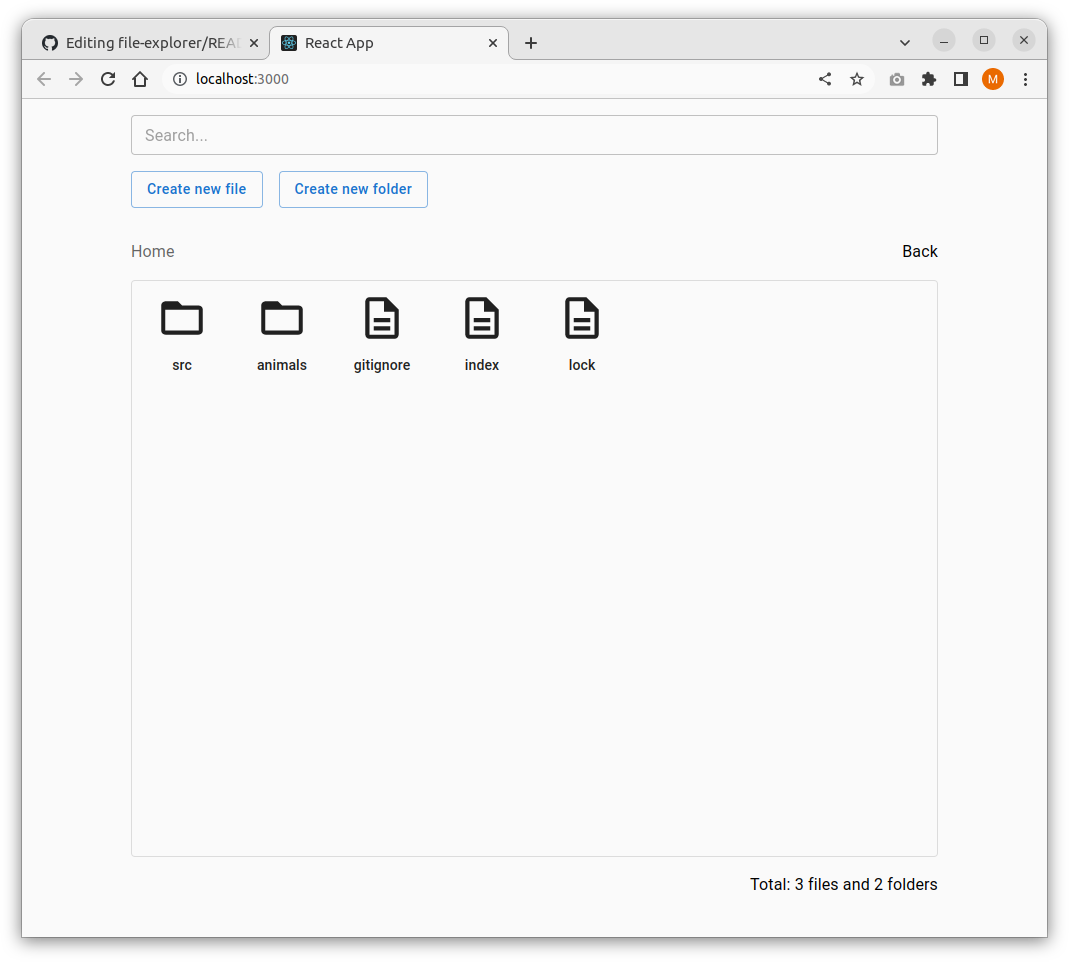 Editing file-explorer/REA
React App
localhost:3000
M
Search...
Create new file
Create new folder
Home
Back
src
animals
gitignore
index
lock
Total: 3 files and 2 folders